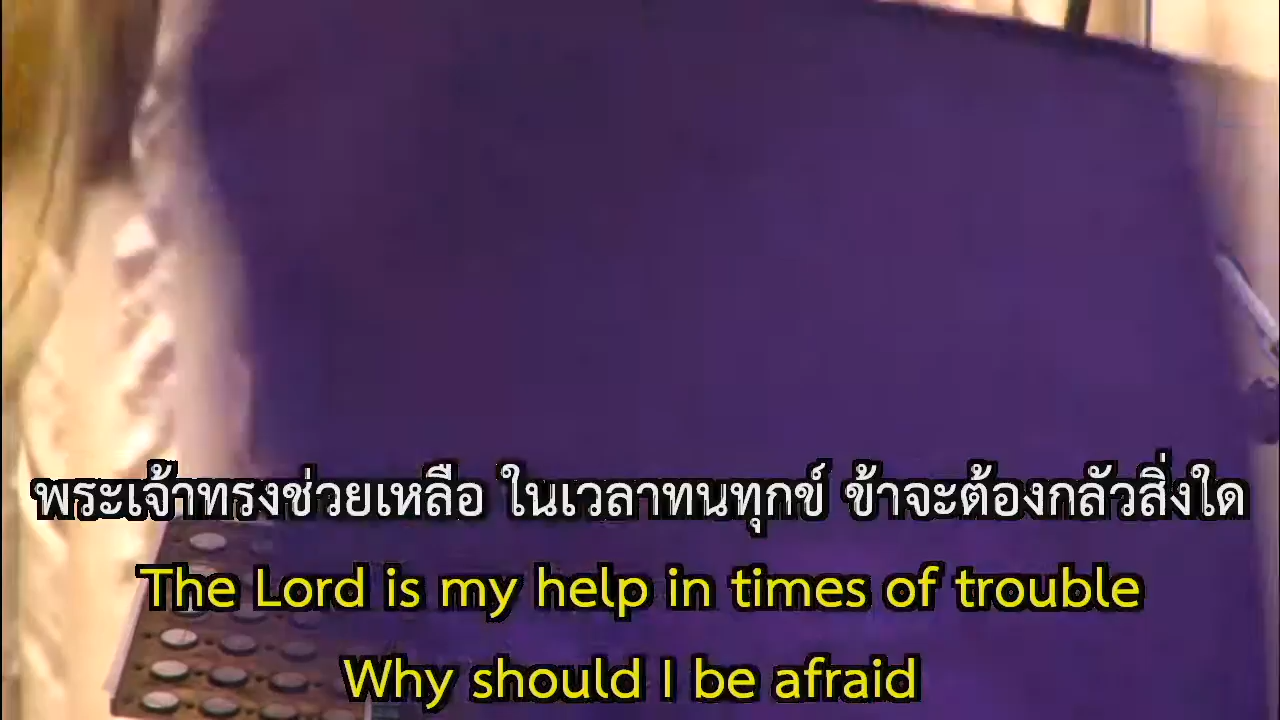 พระเจ้าทรงช่วยเหลือ ในเวลาทนทุกข์ ข้าจะต้องกลัวสิ่งใด
The Lord is my help in times of trouble
Why should I be afraid